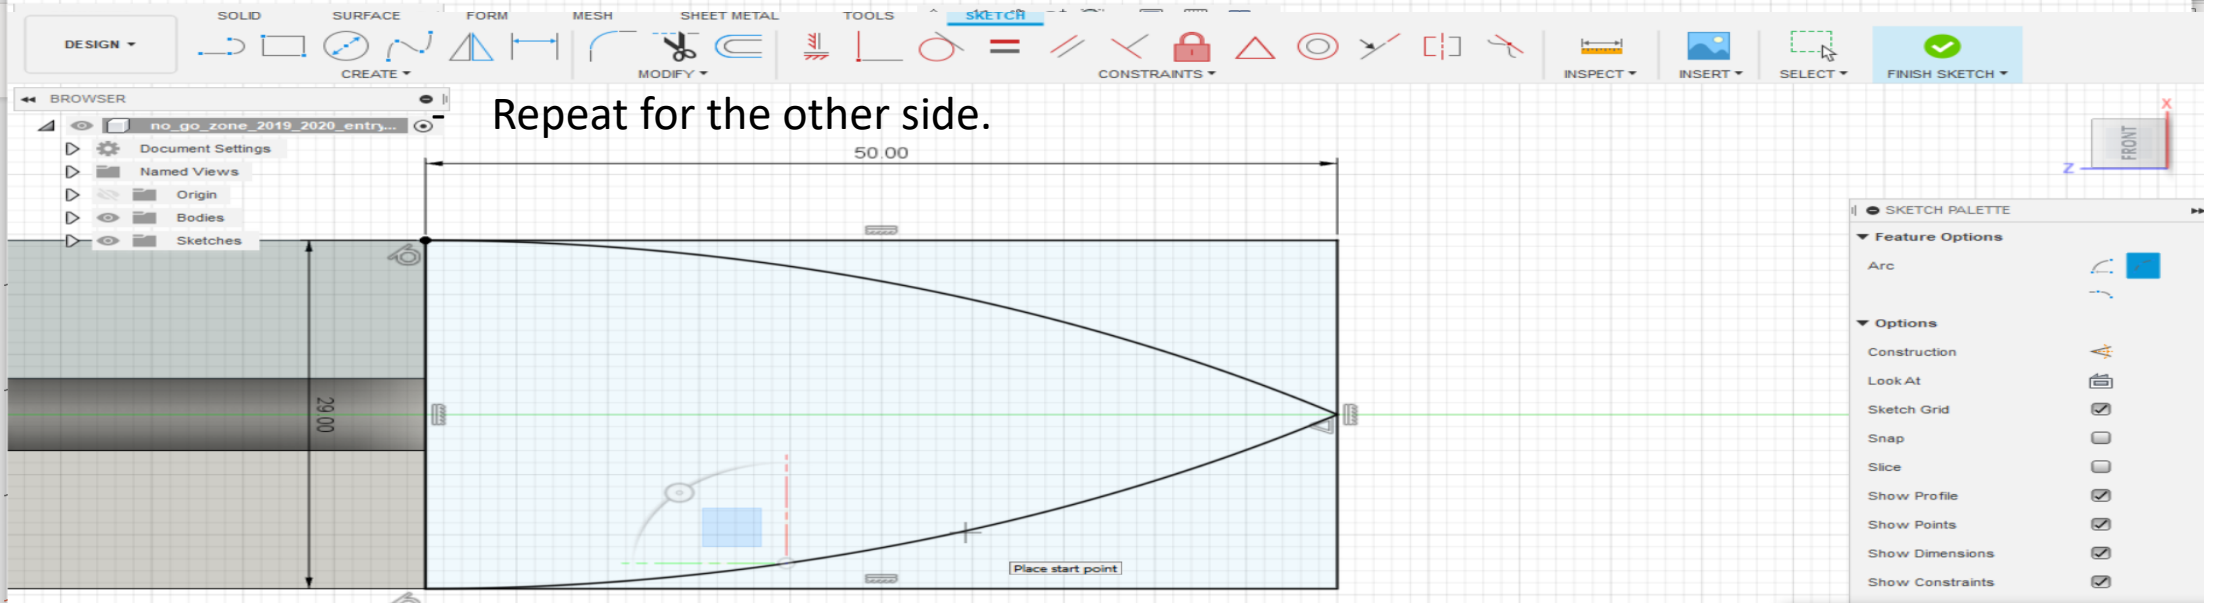 SOLID SURFACE FORM MESH SHEET METAL TOOLS SKETCH
DESIGN
CREATE MODIFY CONSTRAINTS INSPECT INSERT SELECT FINISH SKETCH
BROWSER
- Repeat for the other side.
no_go_zone_2019_2020_entry...
Document Settings
Named Views
Origin
Bodies
Sketches
50.00
29.00
Place start point
X
FRONT
Z
SKETCH PALETTE
Feature Options
Arc
Options
Construction
Look At
Sketch Grid
Snap
Slice
Show Profile
Show Points
Show Dimensions
Show Constraints